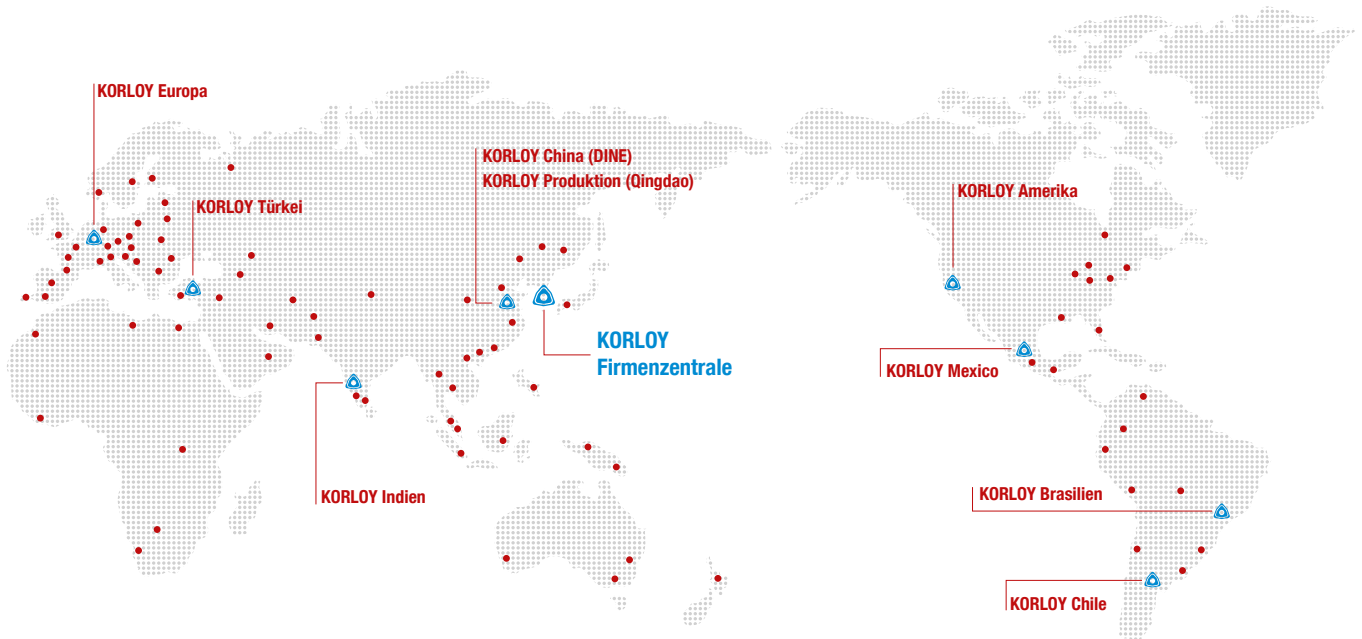 KORLOY Europa
KORLOY China (DINE)
KORLOY Produktion (Qingdao)
KORLOY Türkei
KORLOY Amerika
KORLOY
Firmenzentrale
KORLOY Mexico
KORLOY Indien
KORLOY Brasilien
KORLOY Chile